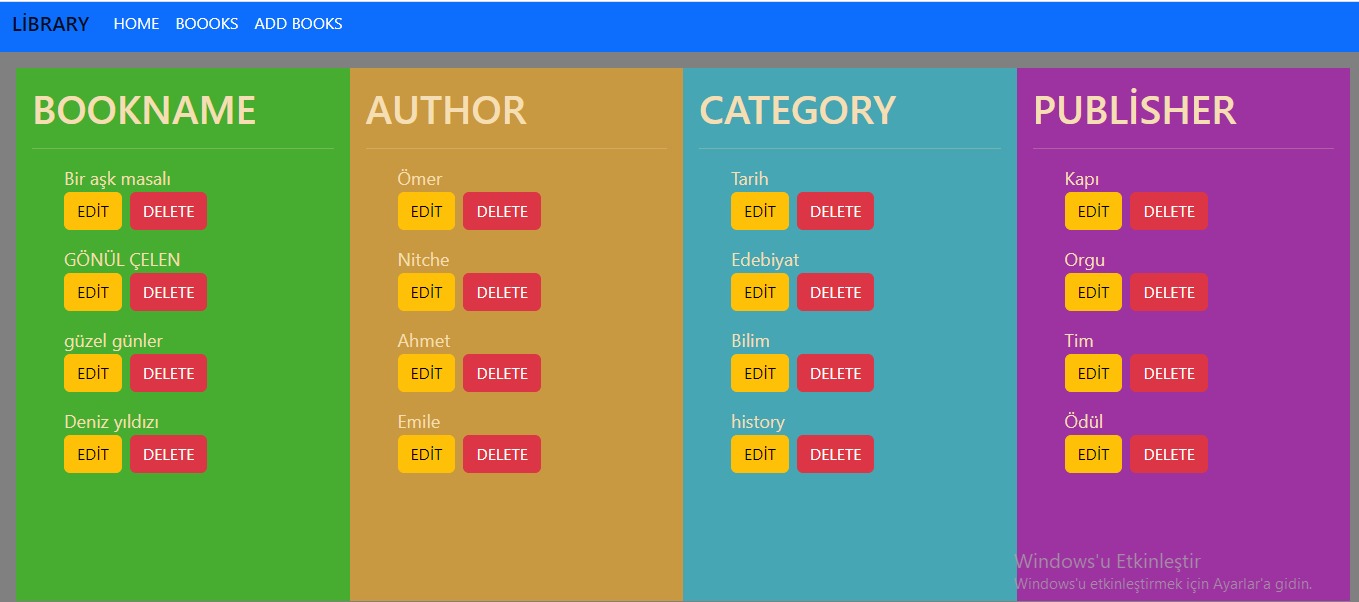 LİBRARY HOME BOOOKS ADD BOOKS
BOOKNAME AUTHOR CATEGORY PUBLİSHER
Bir aşk masalı Ömer Tarih Kapı
EDİT DELETE EDİT DELETE EDİT DELETE EDİT DELETE
GÖNÜL ÇELEN Nitche Edebiyat Orgu
EDİT DELETE EDİT DELETE EDİT DELETE EDİT DELETE
güzel günler Ahmet Bilim Tim
EDİT DELETE EDİT DELETE EDİT DELETE EDİT DELETE
Deniz yıldızı Emile history Ödül
EDİT DELETE EDİT DELETE EDİT DELETE EDİT DELETE
Windows'u Etkinleştir
Windows'u etkinleştirmek için Ayarlar'a gidin.